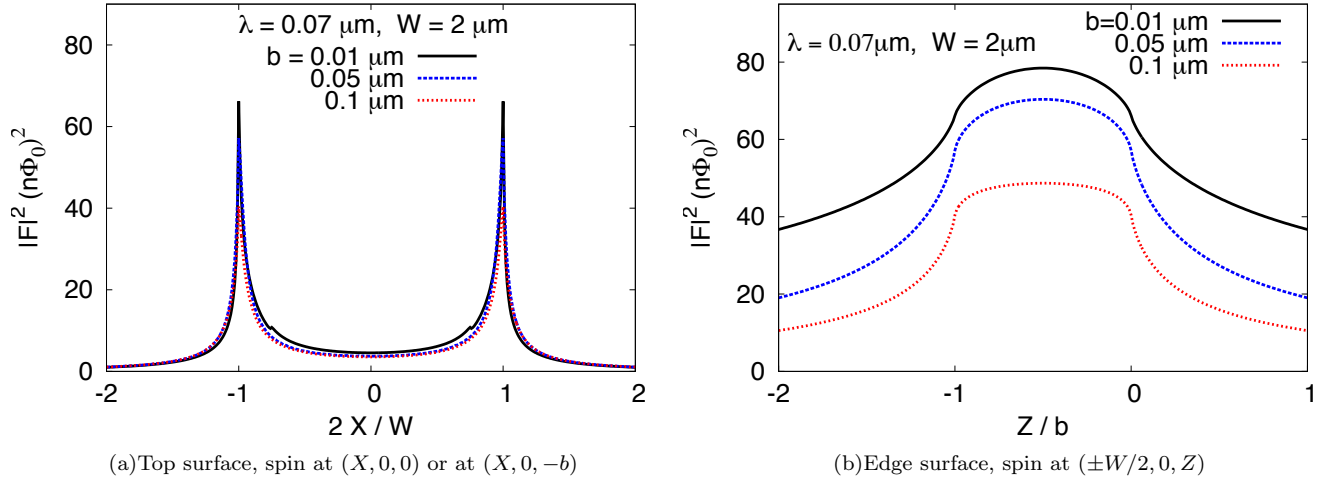 λ = 0.07 μm, W = 2 μm
b = 0.01 μm
0.05 μm
0.1 μm
80
60
40
20
0
|F|² (nΦ₀)²
-2 -1 0 1 2
2 X / W
(a)Top surface, spin at (X, 0, 0) or at (X, 0, −b)
λ = 0.07μm, W = 2μm
b=0.01 μm
0.05 μm
0.1 μm
80
60
40
20
0
|F|² (nΦ₀)²
-2 -1 0 1
Z / b
(b)Edge surface, spin at (±W/2, 0, Z)